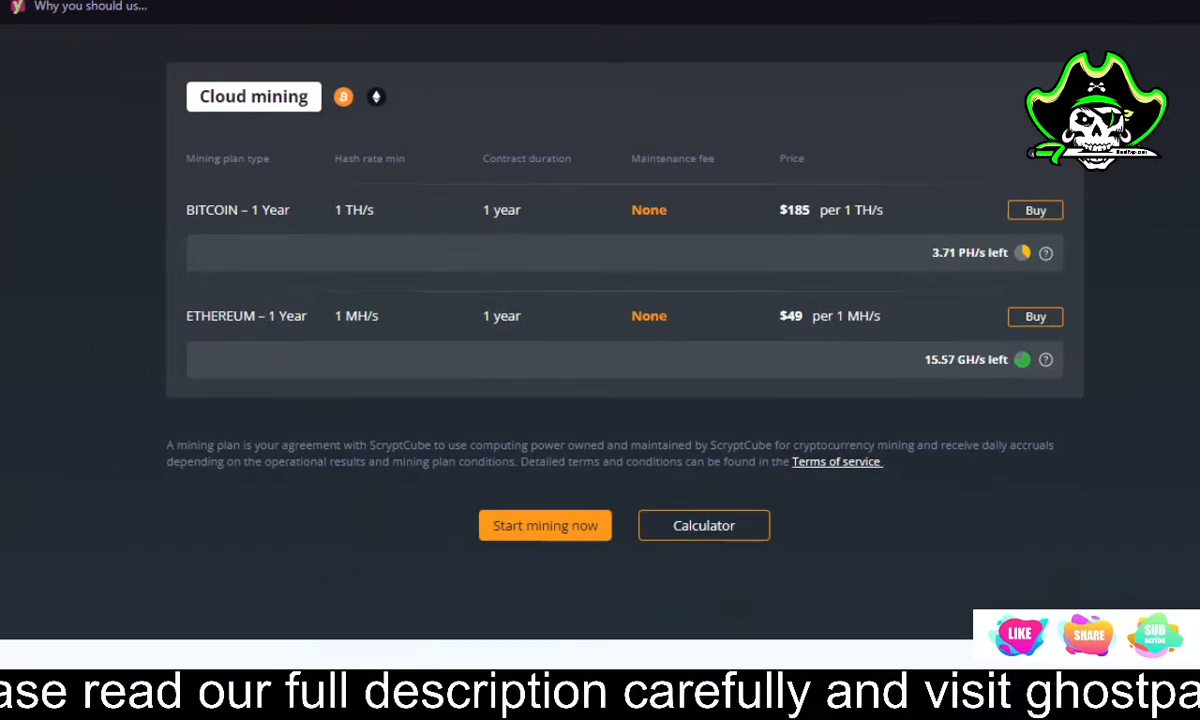 Why you should us...
Cloud mining
Mining plan type Hash rate min Contract duration Maintenance fee Price
BITCOIN – 1 Year 1 TH/s 1 year None $185 per 1 TH/s Buy
3.71 PH/s left ?
ETHEREUM – 1 Year 1 MH/s 1 year None $49 per 1 MH/s Buy
15.57 GH/s left ?
A mining plan is your agreement with ScryptCube to use computing power owned and maintained by ScryptCube for cryptocurrency mining and receive daily accruals
depending on the operational results and mining plan conditions. Detailed terms and conditions can be found in the Terms of service
Start mining now Calculator
LIKE SHARE SUB
scribe
ase read our full description carefully and visit ghostpa